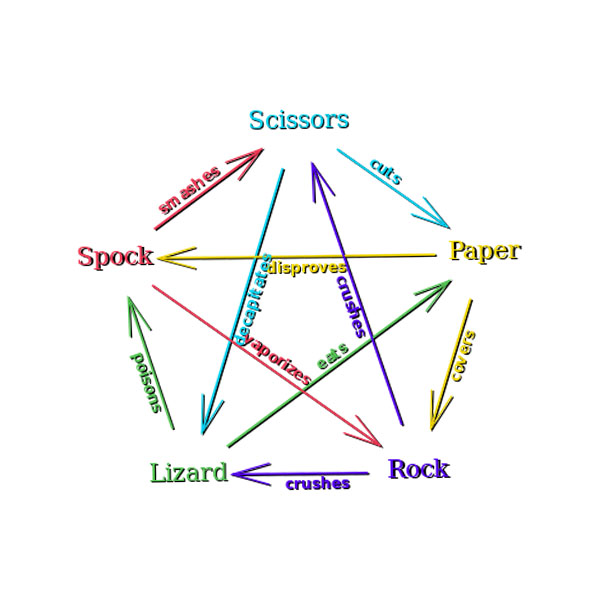 Scissors
smashes
cuts
Spock
Paper
disproves
decapitates
crushes
vaporizes
eats
poisons
covers
Lizard
Rock
crushes